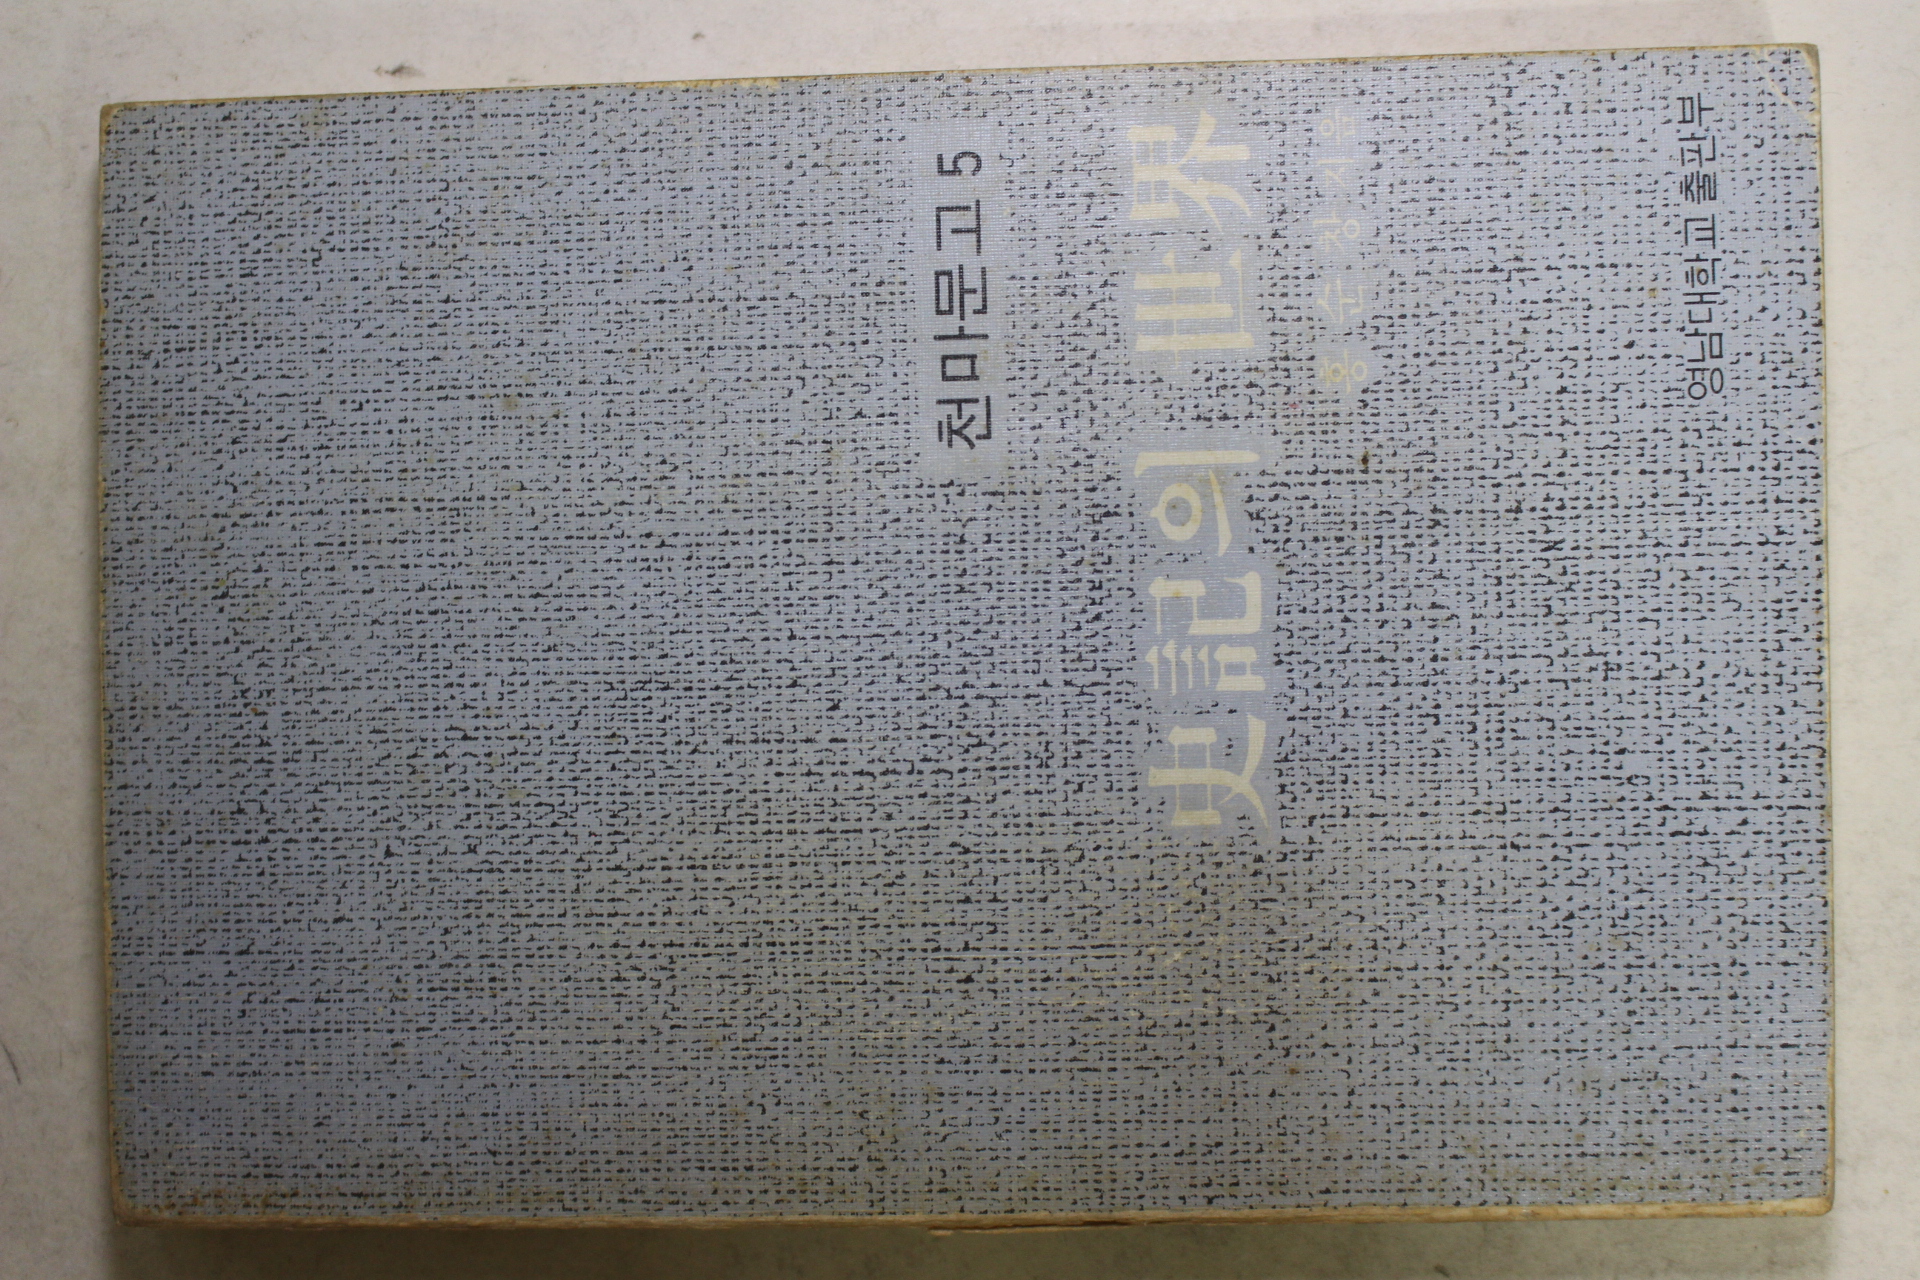 천마문고 5
史記의 世界
홍순창 지음
영남대학교 출판부